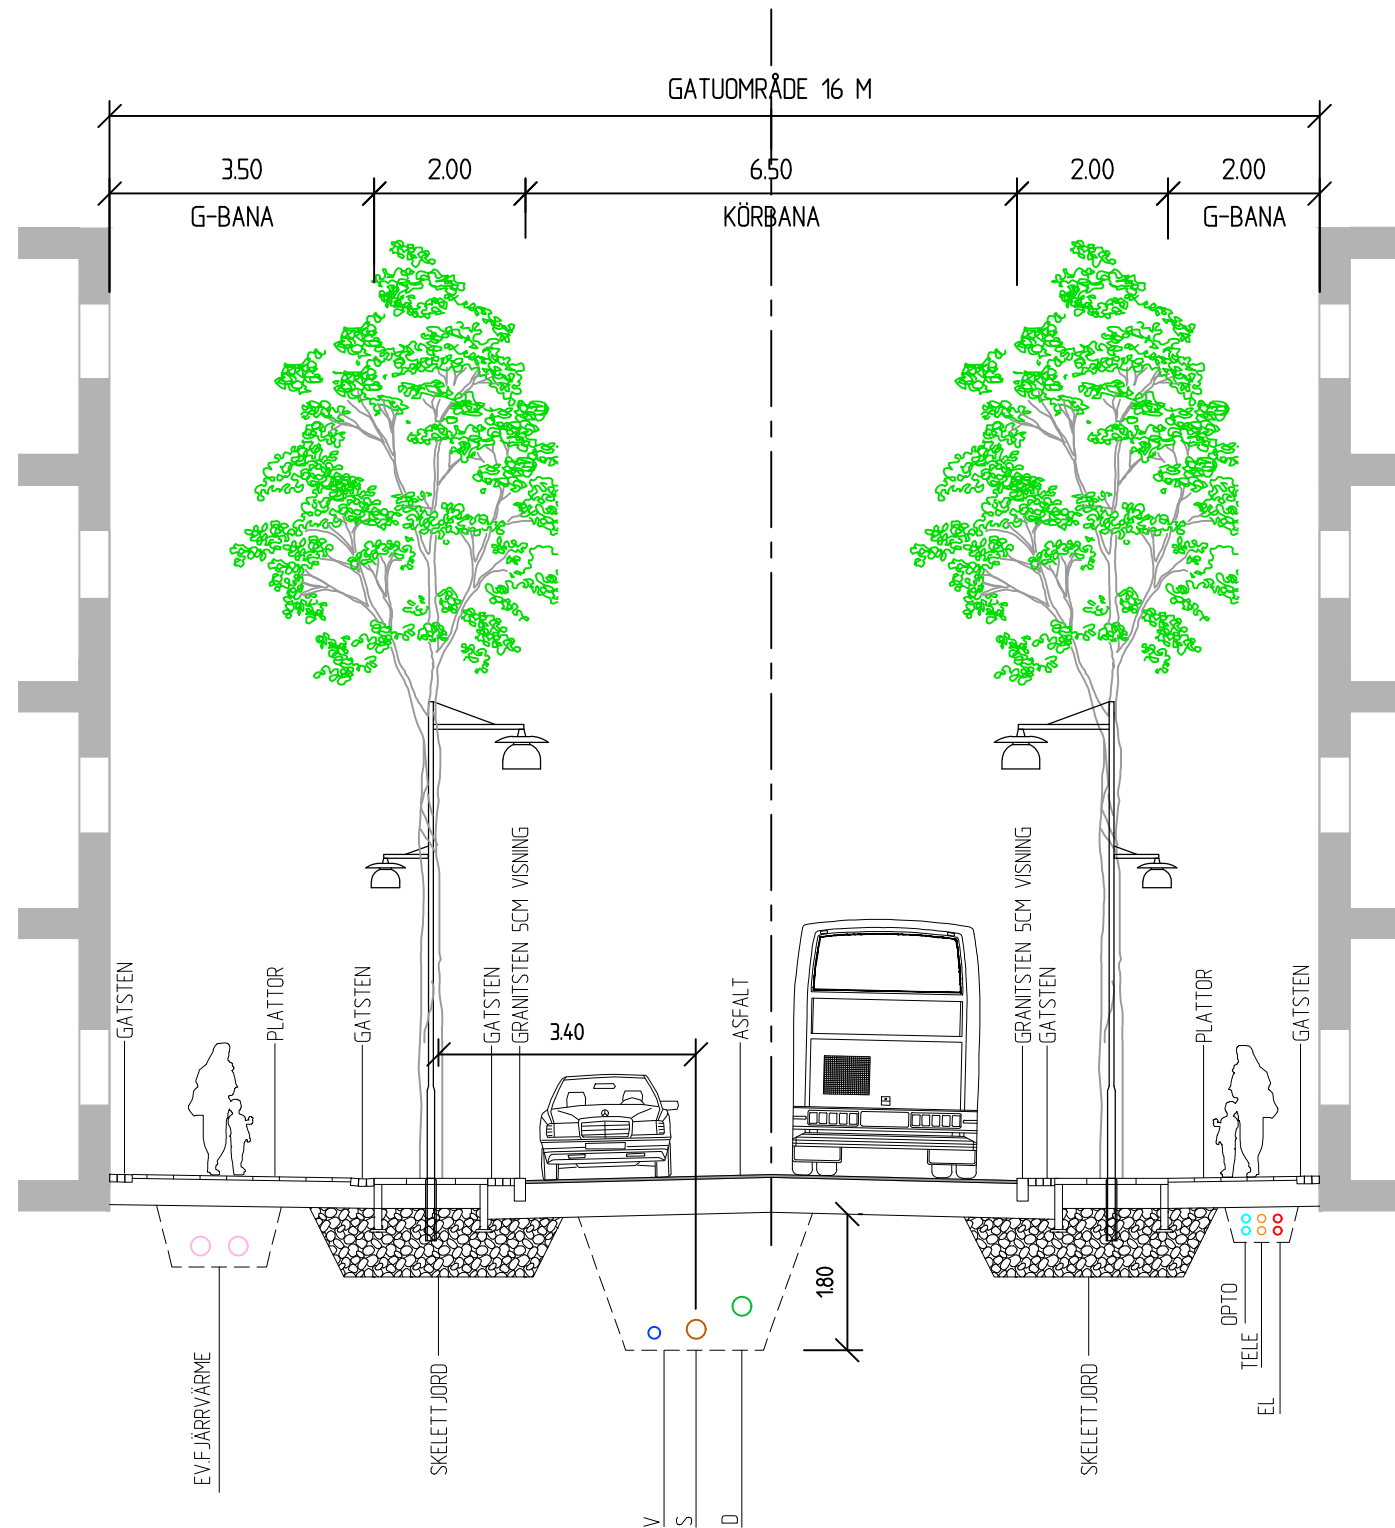 GATUOMRÅDE 16 M
3.50
2.00
6.50
2.00
2.00
G-BANA
KÖRBANA
G-BANA
GATSTEN
PLATTOR
GATSTEN
GATSTEN
GRANITSTEN 5CM VISNING
3.40
ASFALT
GRANITSTEN 5CM VISNING
GATSTEN
PLATTOR
GATSTEN
1.80
EV.FJÄRRVÄRME
SKELETTJORD
V
S
D
SKELETTJORD
OPTO
TELE
EL